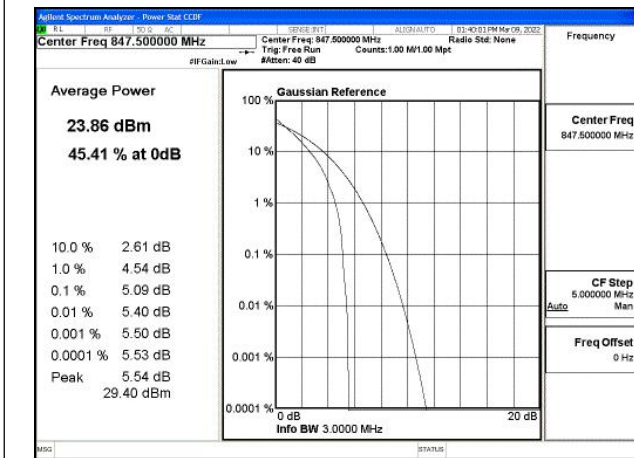 Agilent Spectrum Analyzer - Power Stat CCDF
RL RF 50 Ω AC SENSE:INT ALIGN AUTO 01:40:01 PM Mar 09, 2022
Center Freq 847.500000 MHz
Center Freq: 847.500000 MHz Radio Std: None
Trig: Free Run Counts:1.00 M/1.00 Mpt
#IFGain:Low #Atten: 40 dB
Frequency
Average Power
23.86 dBm
45.41 % at 0dB
10.0 % 2.61 dB
1.0 % 4.54 dB
0.1 % 5.09 dB
0.01 % 5.40 dB
0.001 % 5.50 dB
0.0001 % 5.53 dB
Peak 5.54 dB
29.40 dBm
Gaussian Reference
100 %
10 %
1 %
0.1 %
0.01 %
0.001 %
0.0001 %
0 dB 20 dB
Info BW 3.0000 MHz
Center Freq
847.500000 MHz
CF Step
5.000000 MHz
Auto Man
Freq Offset
0 Hz
MSG STATUS